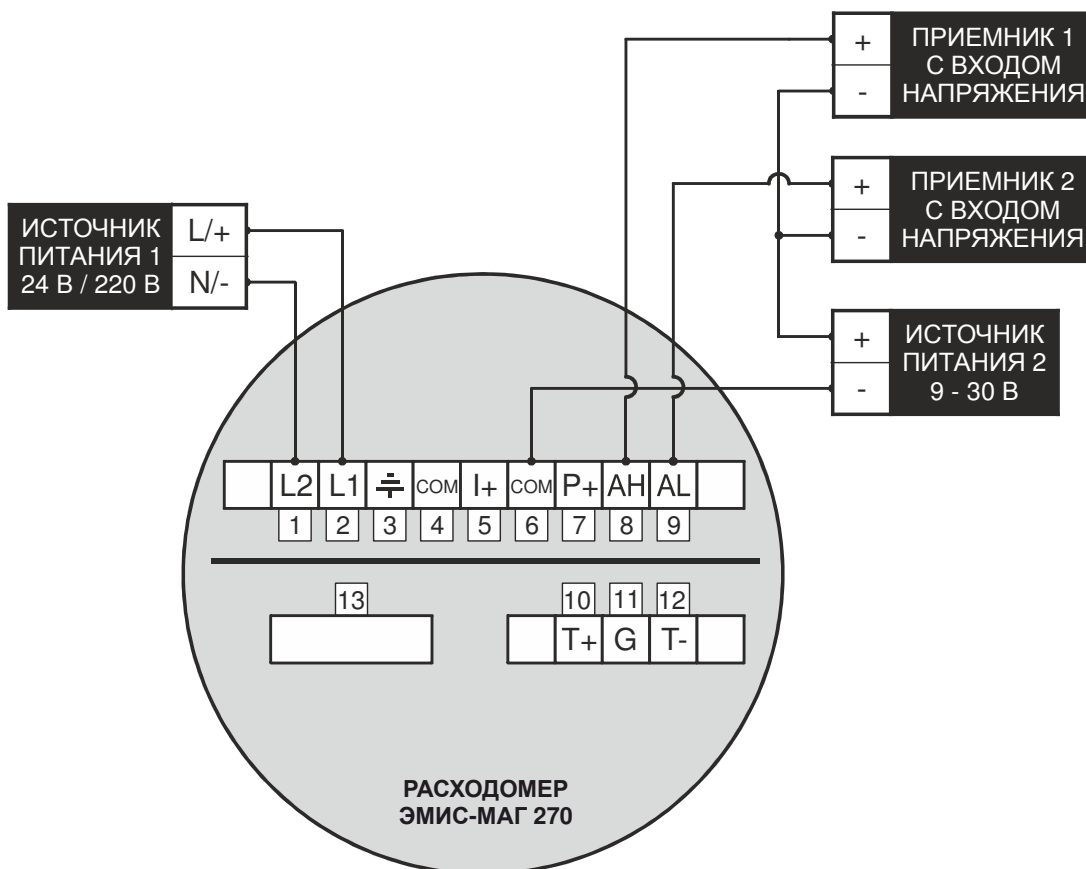 +
ПРИЕМНИК 1
С ВХОДОМ
НАПРЯЖЕНИЯ
-
+
ПРИЕМНИК 2
С ВХОДОМ
НАПРЯЖЕНИЯ
-
ИСТОЧНИК
ПИТАНИЯ 1
24 В / 220 В
L/+
N/-
+
ИСТОЧНИК
ПИТАНИЯ 2
9 - 30 В
-
L2 L1 COM I+ COM P+ AH AL
1 2 3 4 5 6 7 8 9
13 10 11 12
T+ G T-
РАСХОДОМЕР
ЭМИС-МАГ 270